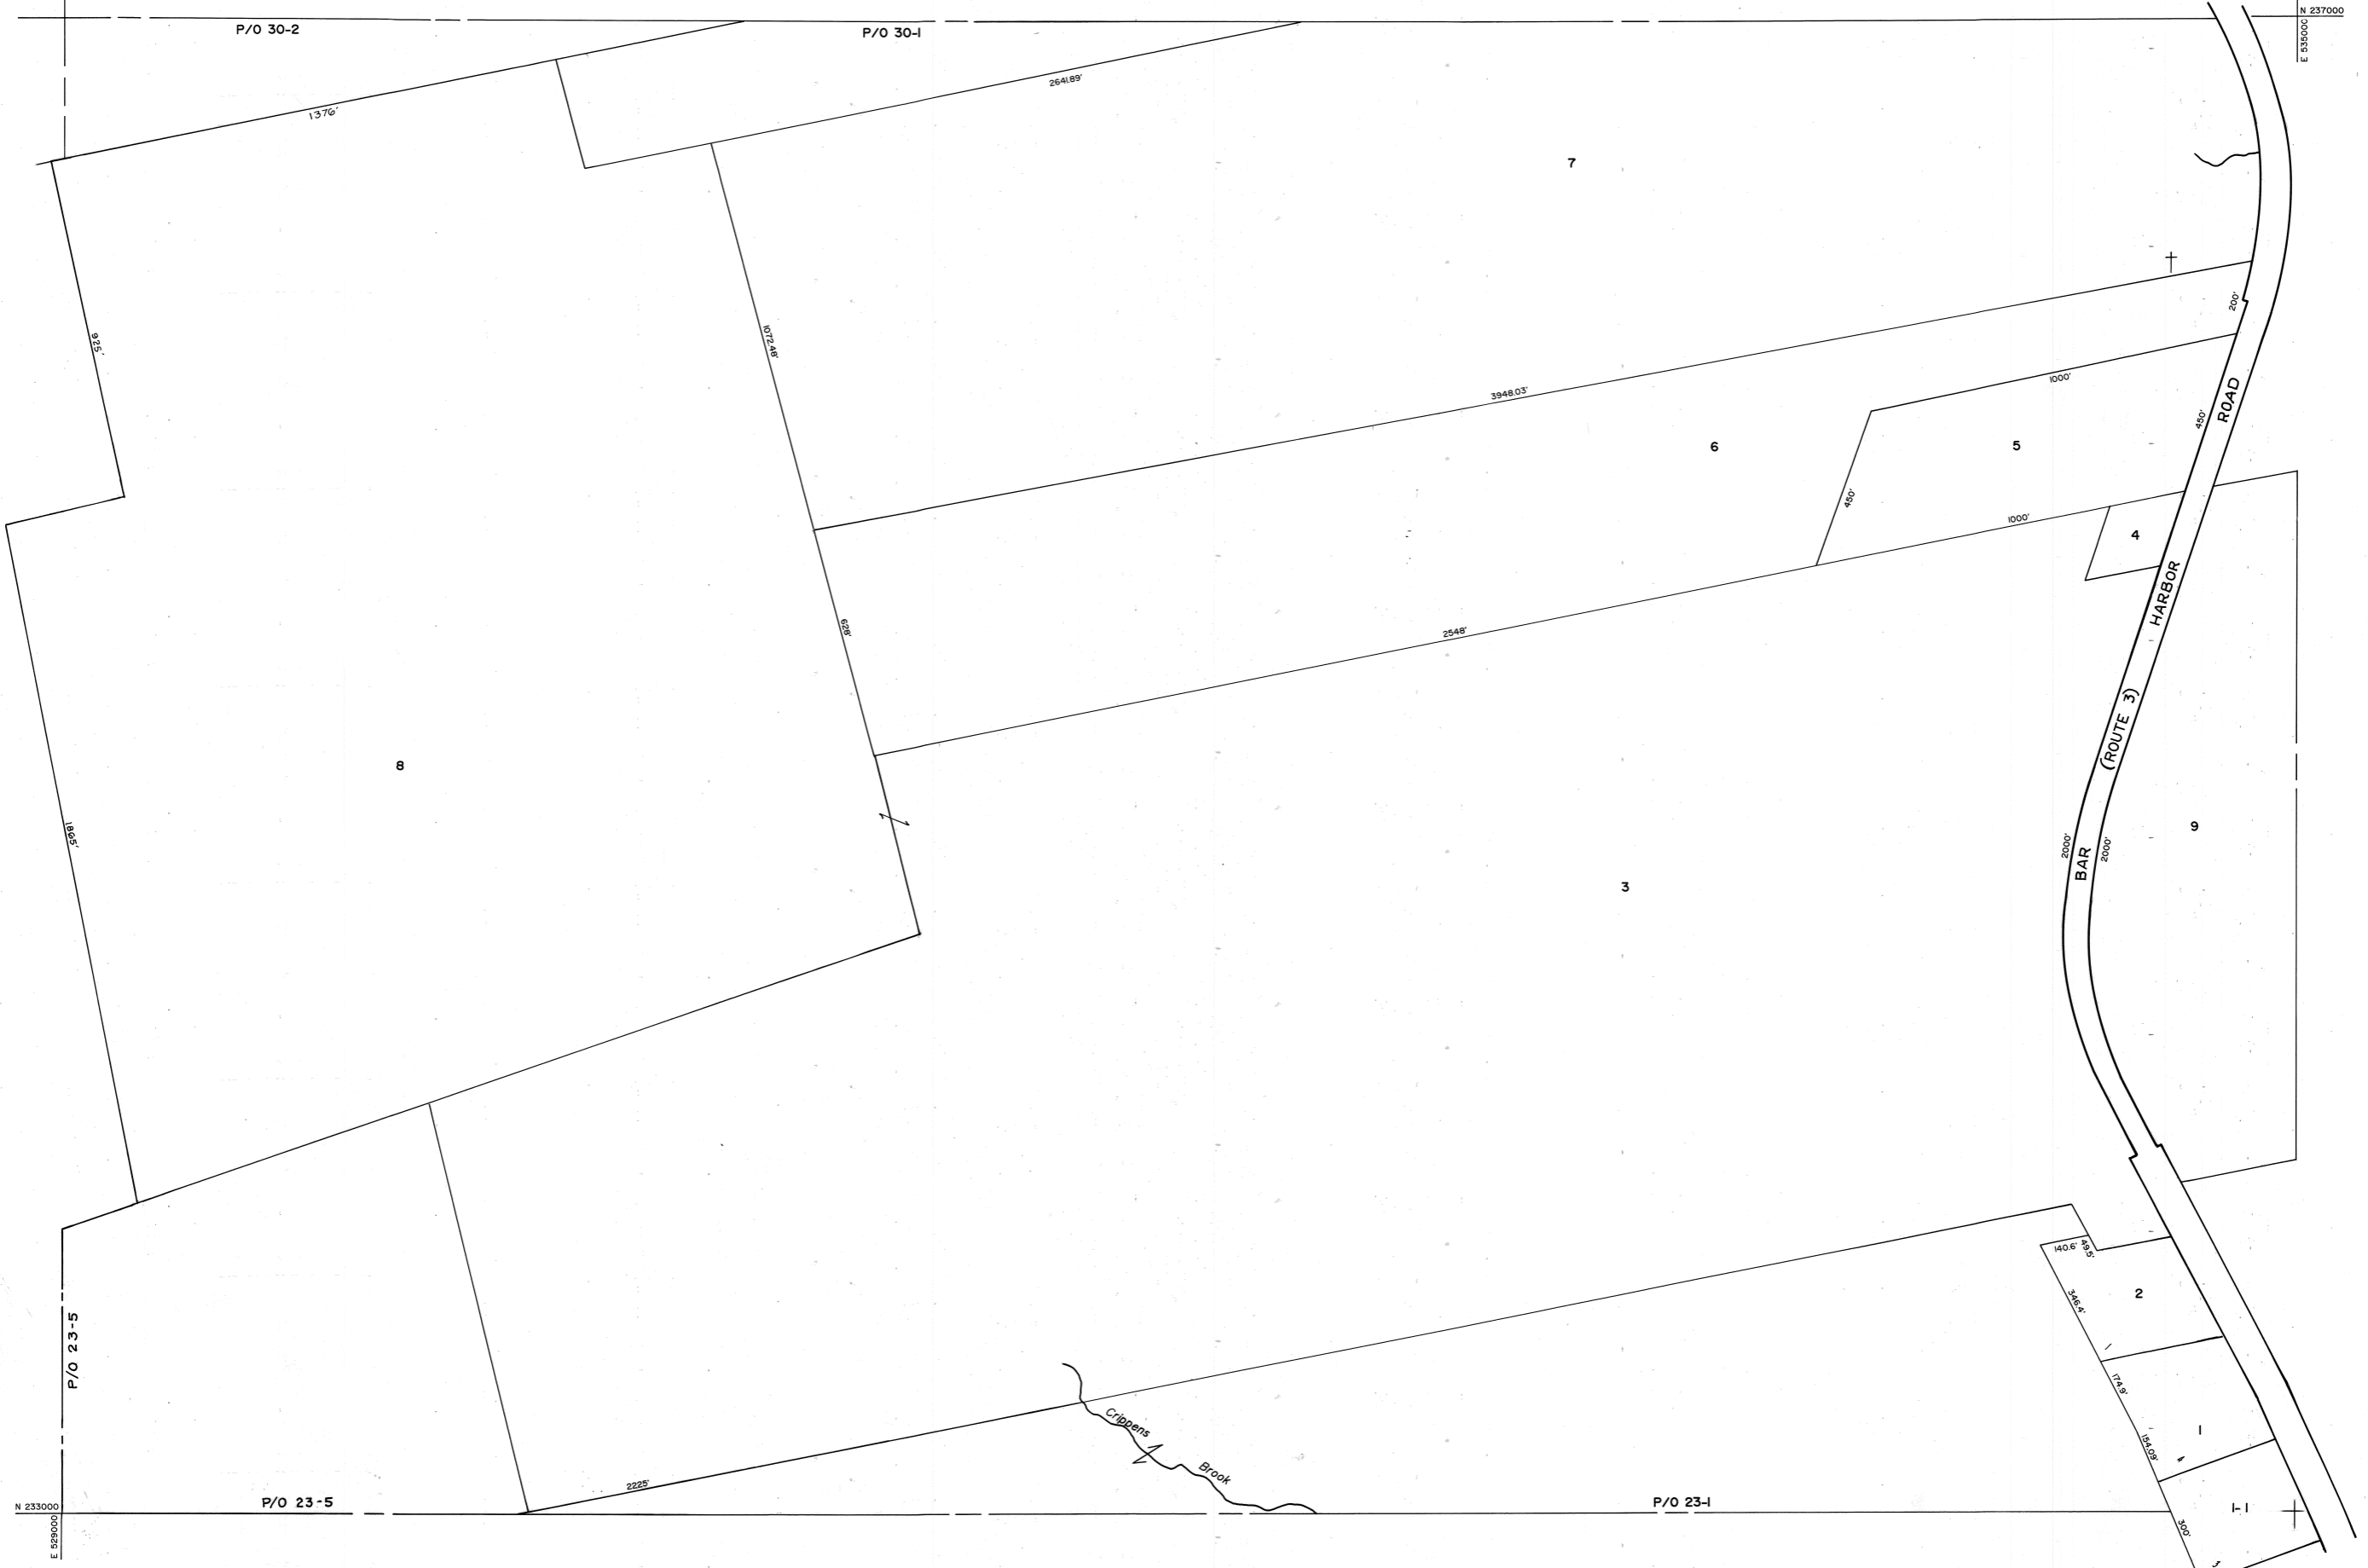 N 237000
E 535000
P/O 30-2
P/O 30-1
1376'
2641.89'
7
925'
1072.48'
200'
3948.03'
1000'
450'
ROAD
6
5
450'
1000'
4
HARBOR
628'
2548'
(ROUTE 3)
8
1865'
9
2000'
BAR
2000'
3
140.6'
49.5'
2
346.4'
P/O 23-5
174.9'
Crippens
Brook
1
154.09'
2225'
N 233000
E 529000
P/O 23-5
P/O 23-1
1-1
300'